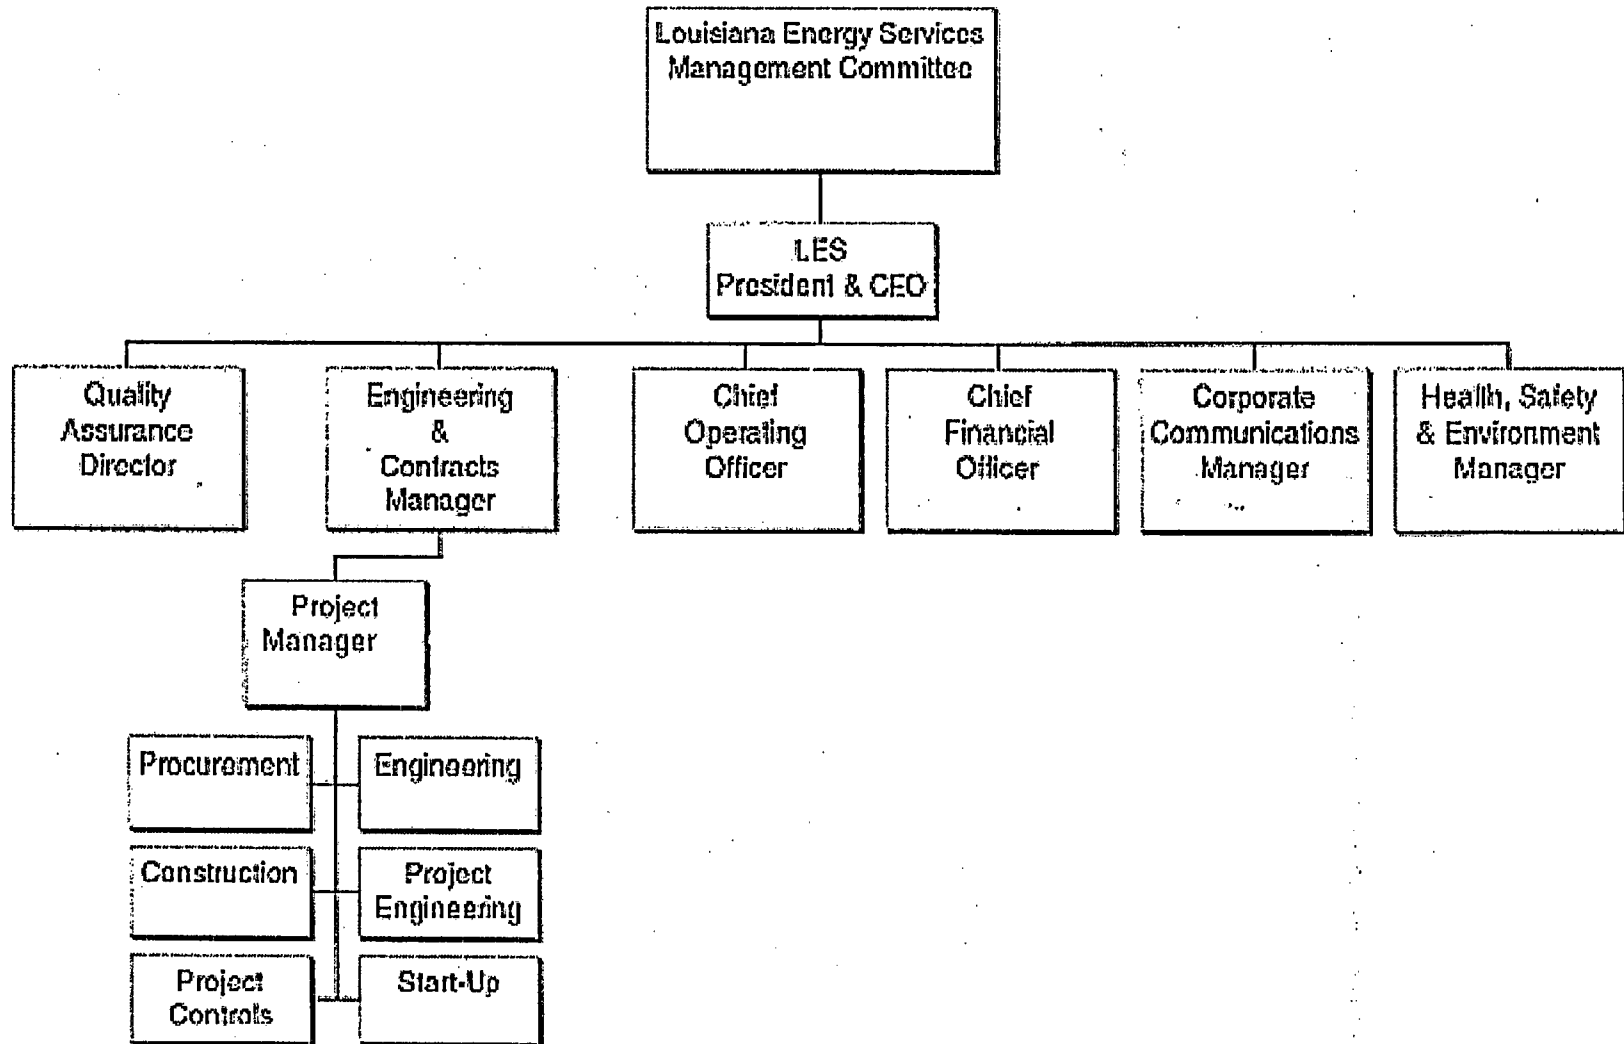 Louisiana Energy Services
Management Committee
LES
President & CEO
Quality
Assurance
Director
Engineering
&
Contracts
Manager
Chief
Operating
Officer
Chief
Financial
Officer
Corporate
Communications
Manager
Health, Safety
& Environment
Manager
Project
Manager
Procurement
Engineering
Construction
Project
Engineering
Project
Controls
Start-Up